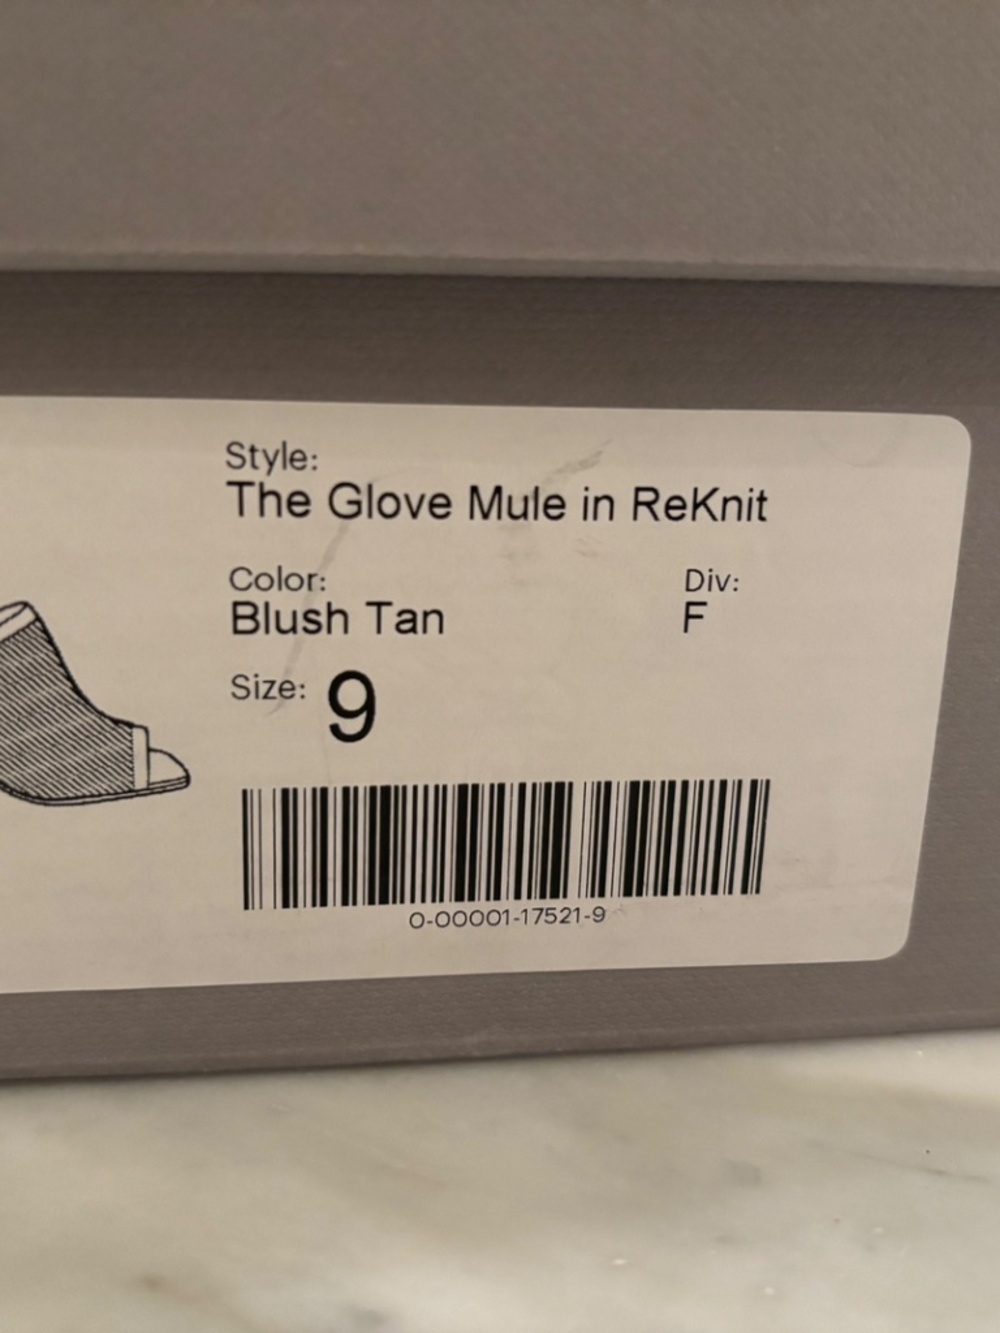 Style:
The Glove Mule in ReKnit
Color:
Blush Tan
Div:
F
Size: 9
0-00001-17521-9